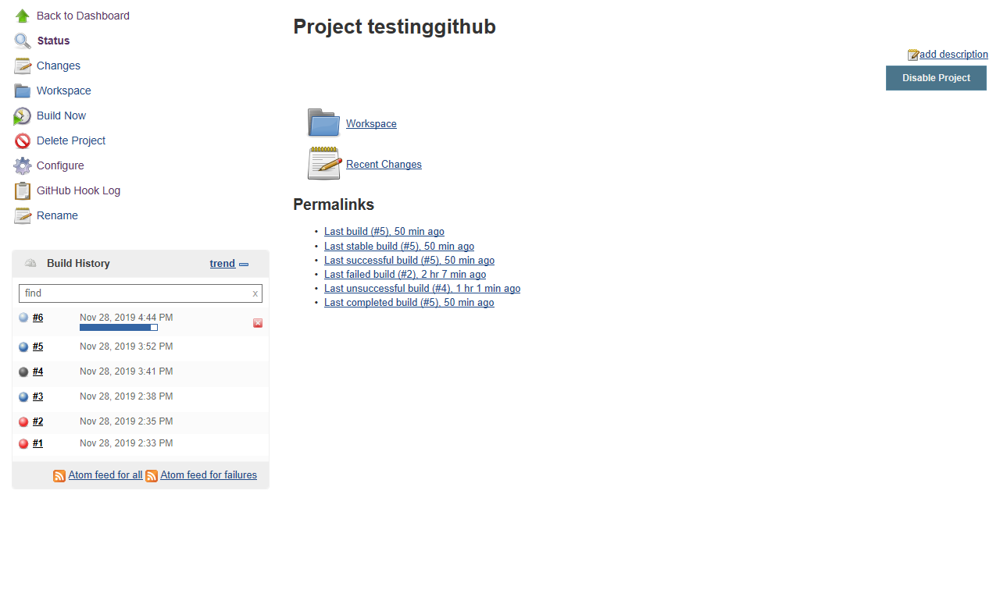 Back to Dashboard
Status
Changes
Workspace
Build Now
Delete Project
Configure
GitHub Hook Log
Rename
Build History trend
find x
#6 Nov 28, 2019 4:44 PM
#5 Nov 28, 2019 3:52 PM
#4 Nov 28, 2019 3:41 PM
#3 Nov 28, 2019 2:38 PM
#2 Nov 28, 2019 2:35 PM
#1 Nov 28, 2019 2:33 PM
Atom feed for all Atom feed for failures
Project testinggithub
add description
Disable Project
Workspace
Recent Changes
Permalinks
• Last build (#5), 50 min ago
• Last stable build (#5), 50 min ago
• Last successful build (#5), 50 min ago
• Last failed build (#2), 2 hr 7 min ago
• Last unsuccessful build (#4), 1 hr 1 min ago
• Last completed build (#5), 50 min ago